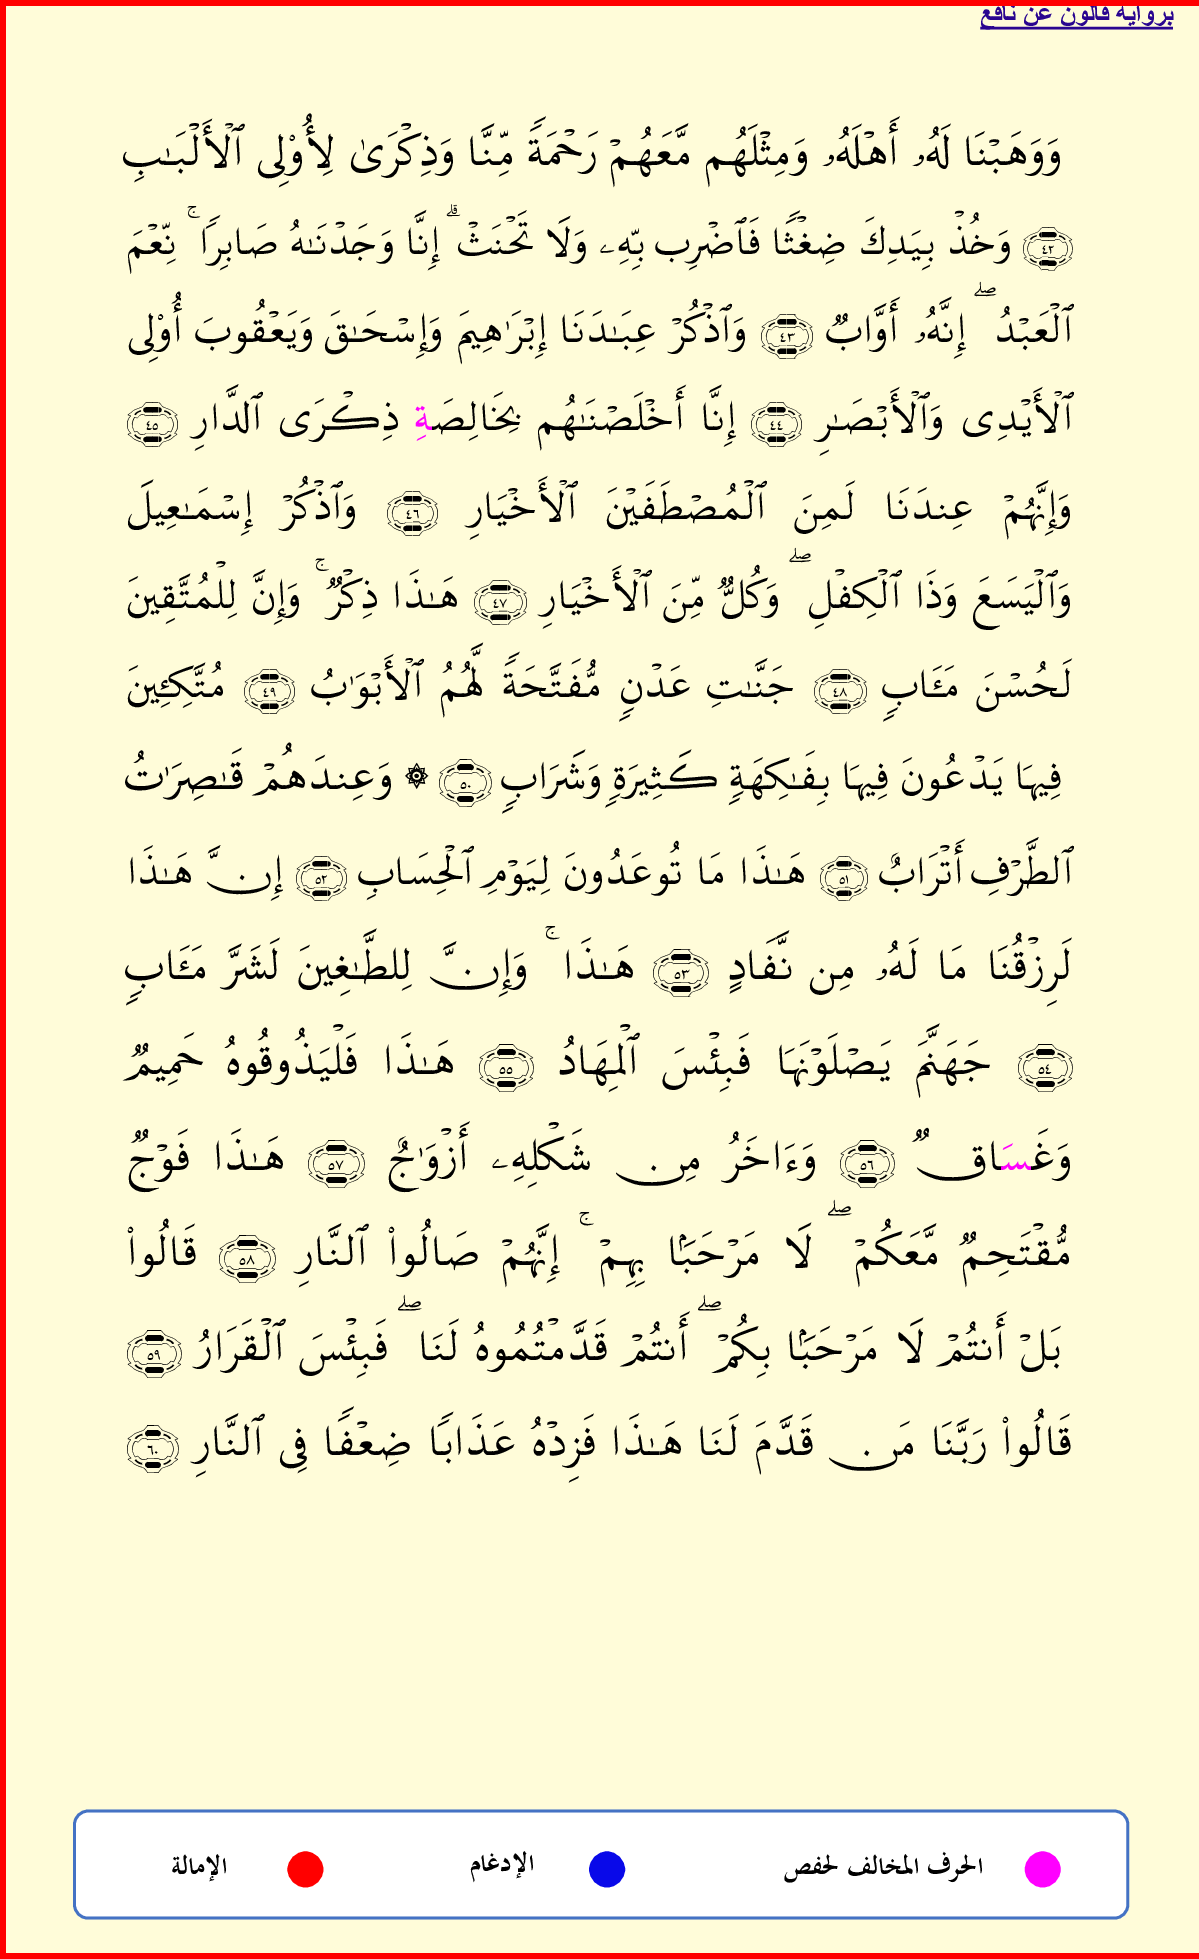 برواية قالون عن نافع
وَوَهَبْنَا لَهُۥ أَهْلَهُۥ وَمِثْلَهُم مَّعَهُمْ رَحْمَةً مِّنَّا وَذِكْرَىٰ لِأُوْلِى ٱلْأَلْبَٰبِ
٤٢ وَخُذْ بِيَدِكَ ضِغْثًا فَٱضْرِب بِّهِۦ وَلَا تَحْنَثْ ۗ إِنَّا وَجَدْنَٰهُ صَابِرًا ۚ نِّعْمَ
ٱلْعَبْدُ ۖ إِنَّهُۥ أَوَّابٌ ٤٣ وَٱذْكُرْ عِبَٰدَنَا إِبْرَٰهِيمَ وَإِسْحَٰقَ وَيَعْقُوبَ أُوْلِى
ٱلْأَيْدِى وَٱلْأَبْصَٰرِ ٤٤ إِنَّا أَخْلَصْنَٰهُم بِخَالِصَةِ ذِكْرَى ٱلدَّارِ ٤٥
وَإِنَّهُمْ عِندَنَا لَمِنَ ٱلْمُصْطَفَيْنَ ٱلْأَخْيَارِ ٤٦ وَٱذْكُرْ إِسْمَٰعِيلَ
وَٱلْيَسَعَ وَذَا ٱلْكِفْلِ ۖ وَكُلٌّ مِّنَ ٱلْأَخْيَارِ ٤٧ هَٰذَا ذِكْرٌ ۚ وَإِنَّ لِلْمُتَّقِينَ
لَحُسْنَ مَـَٔابٍ ٤٨ جَنَّٰتِ عَدْنٍ مُّفَتَّحَةً لَّهُمُ ٱلْأَبْوَٰبُ ٤٩ مُتَّكِـِٔينَ
فِيهَا يَدْعُونَ فِيهَا بِفَٰكِهَةٍ كَثِيرَةٍ وَشَرَابٍ ٥٠ ۞ وَعِندَهُمْ قَٰصِرَٰتُ
ٱلطَّرْفِ أَتْرَابٌ ٥١ هَٰذَا مَا تُوعَدُونَ لِيَوْمِ ٱلْحِسَابِ ٥٢ إِنَّ هَٰذَا
لَرِزْقُنَا مَا لَهُۥ مِن نَّفَادٍ ٥٣ هَٰذَا ۚ وَإِنَّ لِلطَّٰغِينَ لَشَرَّ مَـَٔابٍ
٥٤ جَهَنَّمَ يَصْلَوْنَهَا فَبِئْسَ ٱلْمِهَادُ ٥٥ هَٰذَا فَلْيَذُوقُوهُ حَمِيمٌ
وَغَسَاقٌ ٥٦ وَءَاخَرُ مِن شَكْلِهِۦ أَزْوَٰجٌ ٥٧ هَٰذَا فَوْجٌ
مُّقْتَحِمٌ مَّعَكُمْ ۖ لَا مَرْحَبًۢا بِهِمْ ۚ إِنَّهُمْ صَالُوا۟ ٱلنَّارِ ٥٨ قَالُوا۟
بَلْ أَنتُمْ لَا مَرْحَبًۢا بِكُمْ ۖ أَنتُمْ قَدَّمْتُمُوهُ لَنَا ۖ فَبِئْسَ ٱلْقَرَارُ ٥٩
قَالُوا۟ رَبَّنَا مَن قَدَّمَ لَنَا هَٰذَا فَزِدْهُ عَذَابًا ضِعْفًا فِى ٱلنَّارِ ٦٠
الحرف المخالف لحفص الإدغام الإمالة